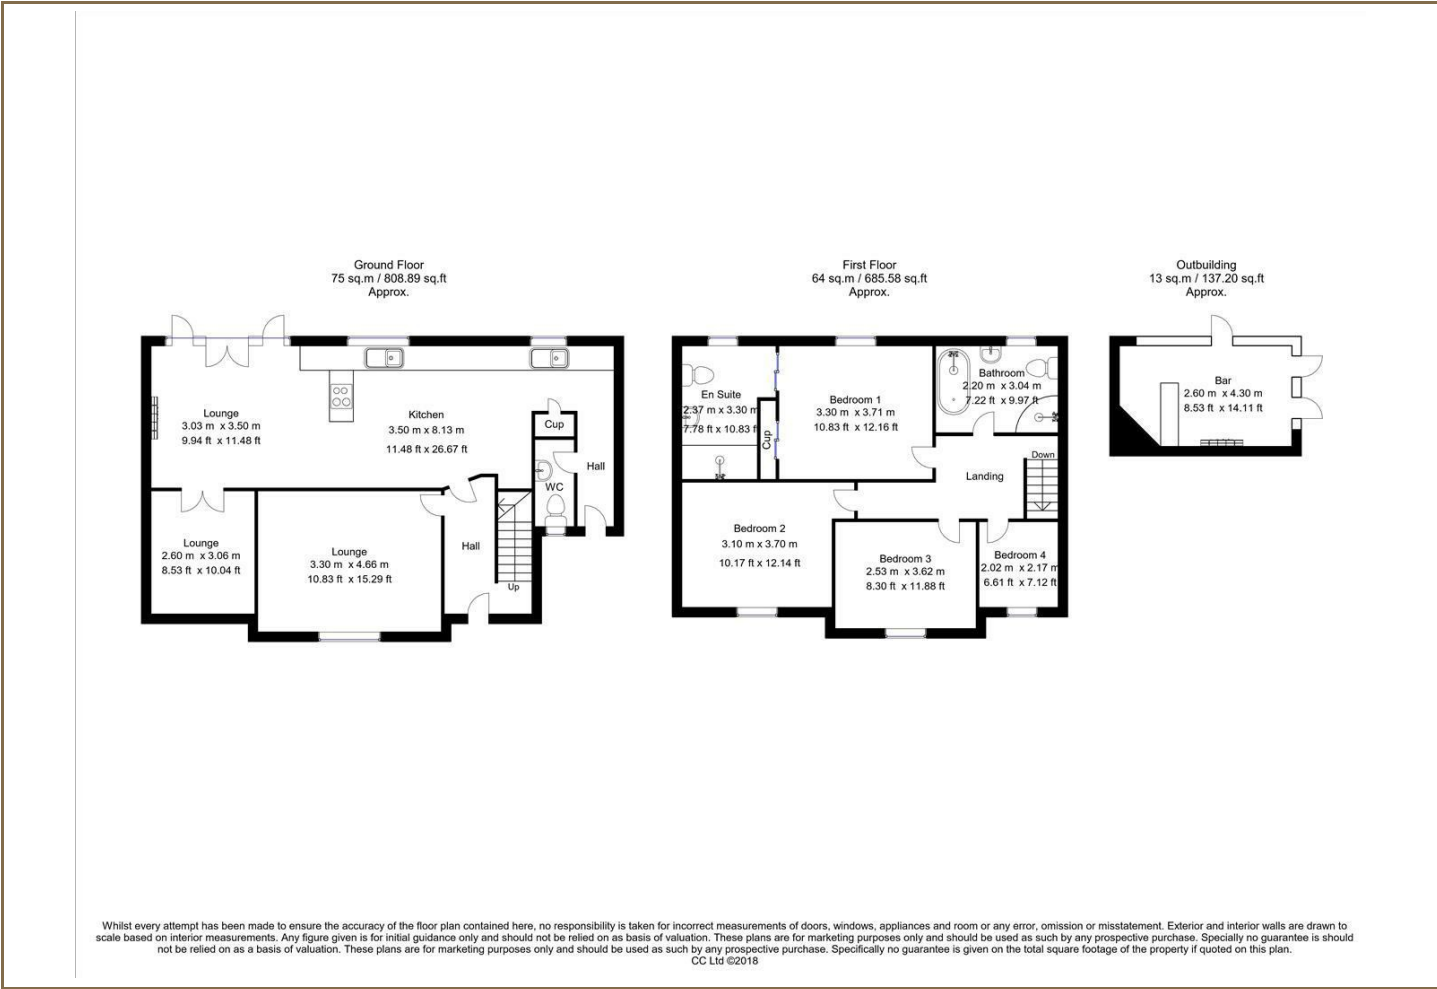 Ground Floor
75 sq.m / 808.89 sq.ft
Approx.
First Floor
64 sq.m / 685.58 sq.ft
Approx.
Outbuilding
13 sq.m / 137.20 sq.ft
Approx.
Lounge
3.03 m x 3.50 m
9.94 ft x 11.48 ft
Kitchen
3.50 m x 8.13 m
11.48 ft x 26.67 ft
Cup
Hall
WC
Lounge
2.60 m x 3.06 m
8.53 ft x 10.04 ft
Lounge
3.30 m x 4.66 m
10.83 ft x 15.29 ft
Hall
Up
En Suite
2.37 m x 3.30 m
7.78 ft x 10.83 ft
Cup
Bedroom 1
3.30 m x 3.71 m
10.83 ft x 12.16 ft
Bathroom
2.20 m x 3.04 m
7.22 ft x 9.97 ft
Down
Landing
Bedroom 2
3.10 m x 3.70 m
10.17 ft x 12.14 ft
Bedroom 3
2.53 m x 3.62 m
8.30 ft x 11.88 ft
Bedroom 4
2.02 m x 2.17 m
6.61 ft x 7.12 ft
Bar
2.60 m x 4.30 m
8.53 ft x 14.11 ft
Whilst every attempt has been made to ensure the accuracy of the floor plan contained here, no responsibility is taken for incorrect measurements of doors, windows, appliances and room or any error, omission or misstatement. Exterior and interior walls are drawn to
scale based on interior measurements. Any figure given is for initial guidance only and should not be relied on as basis of valuation. These plans are for marketing purposes only and should be used as such by any prospective purchase. Specially no guarantee is should
not be relied on as a basis of valuation. These plans are for marketing purposes only and should be used as such by any prospective purchase. Specifically no guarantee is given on the total square footage of the property if quoted on this plan.
CC Ltd ©2018